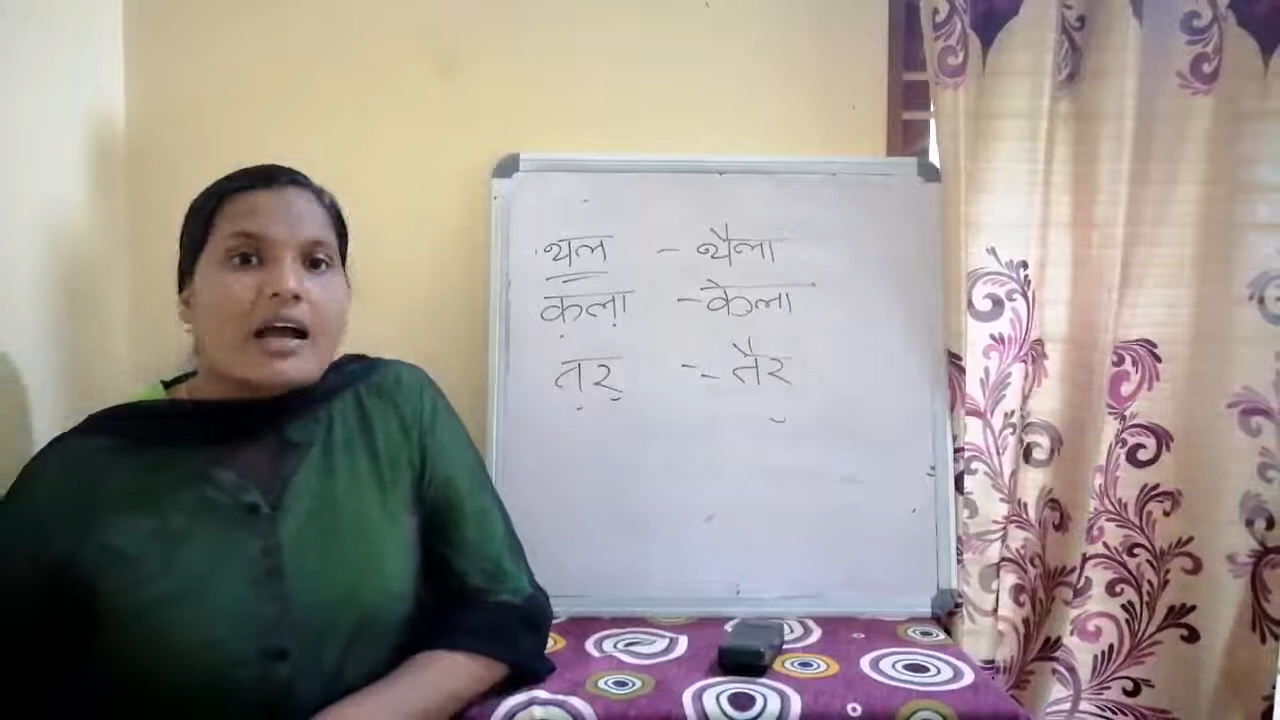 थल - थैला
कला - केला
तर - तैर